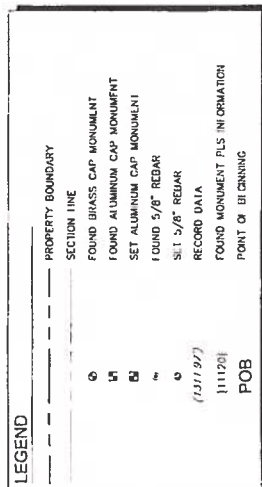 LEGEND
PROPERTY BOUNDARY
SECTION LINE
FOUND BRASS CAP MONUMENT
FOUND ALUMINUM CAP MONUMENT
SET ALUMINUM CAP MONUMENT
FOUND 5/8" REBAR
SET 5/8" REBAR
RECORD DATA
FOUND MONUMENT PLS INFORMATION
POB POINT OF BEGINNING